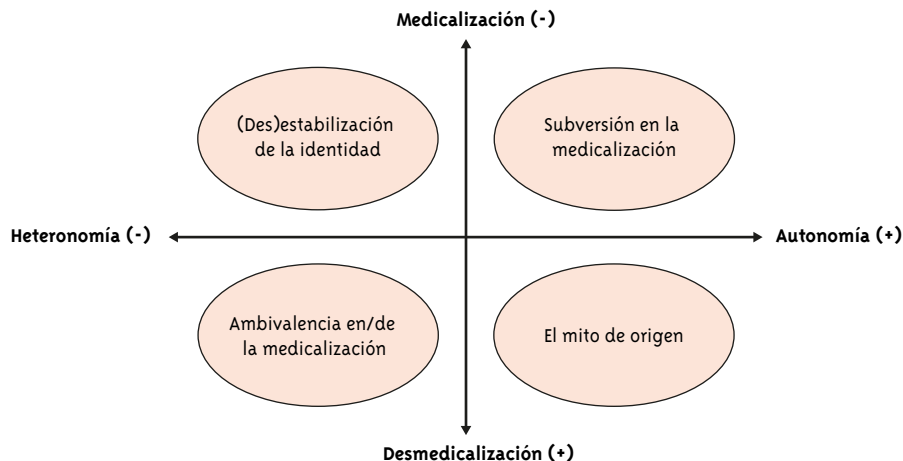 Medicalización (-)
(Des)estabilización
de la identidad
Subversión en la
medicalización
Heteronomía (-)
Autonomía (+)
Ambivalencia en/de
la medicalización
El mito de origen
Desmedicalización (+)